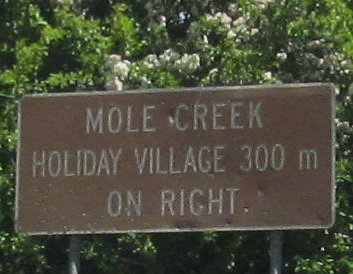 MOLE CREEK
HOLIDAY VILLAGE 300 m
ON RIGHT